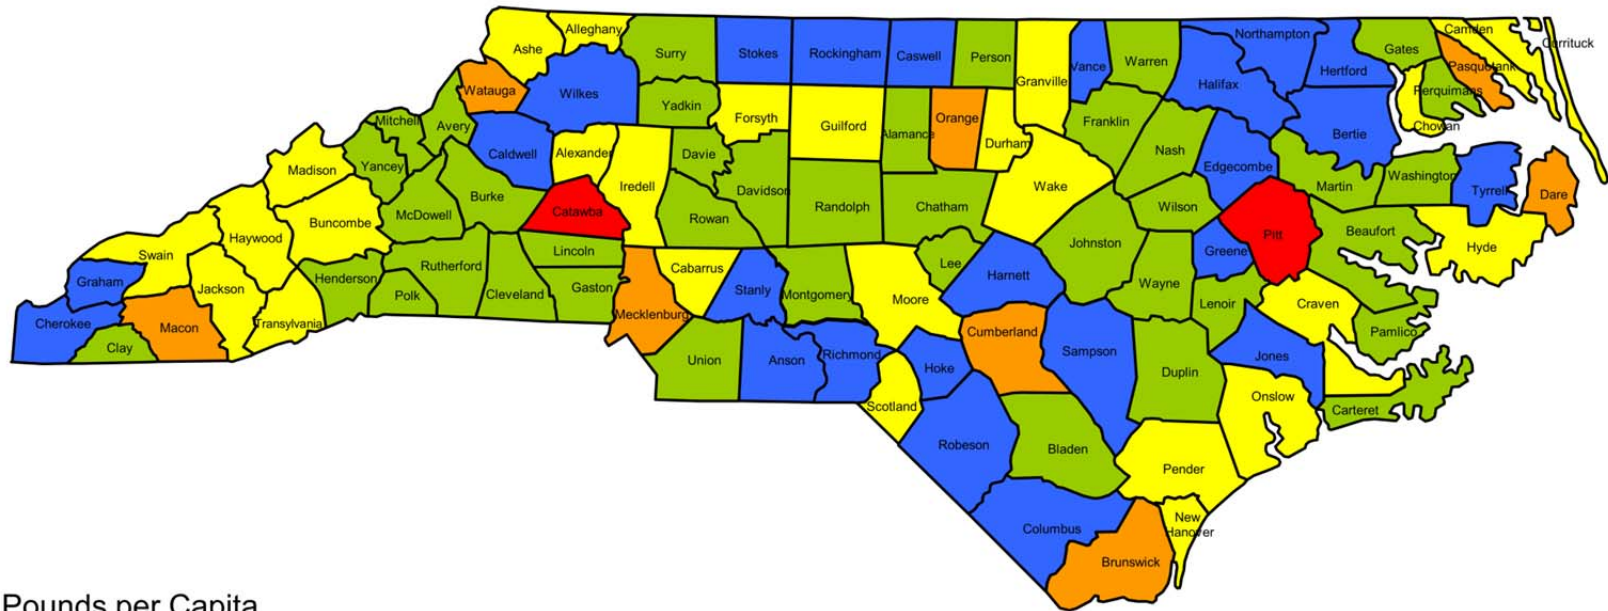 Ashe
Alleghany
Surry
Stokes
Rockingham
Caswell
Person
Granville
Vance
Warren
Northampton
Halifax
Hertford
Gates
Camden
Currituck
Pasquotank
Perquimans
Chowan
Bertie
Watauga
Wilkes
Yadkin
Forsyth
Guilford
Alamance
Orange
Durham
Franklin
Nash
Edgecombe
Martin
Washington
Tyrrell
Dare
Mitchell
Avery
Caldwell
Alexander
Iredell
Davie
Davidson
Randolph
Chatham
Wake
Wilson
Pitt
Beaufort
Hyde
Madison
Yancey
Burke
McDowell
Catawba
Rowan
Buncombe
Haywood
Swain
Graham
Jackson
Cherokee
Clay
Macon
Transylvania
Henderson
Polk
Rutherford
Cleveland
Lincoln
Gaston
Mecklenburg
Cabarrus
Stanly
Montgomery
Moore
Lee
Harnett
Johnston
Wayne
Greene
Lenoir
Craven
Pamlico
Union
Anson
Richmond
Hoke
Scotland
Cumberland
Sampson
Duplin
Jones
Onslow
Carteret
Robeson
Bladen
Pender
Columbus
New
Hanover
Brunswick
Pounds per Capita